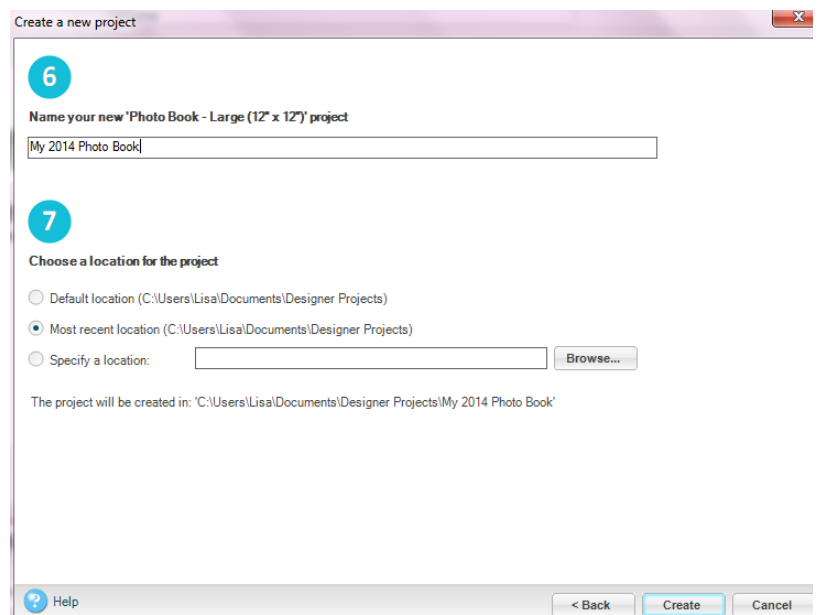 Create a new project
x
6
Name your new 'Photo Book - Large (12" x 12")' project
My 2014 Photo Book
7
Choose a location for the project
Default location (C:\Users\Lisa\Documents\Designer Projects)
Most recent location (C:\Users\Lisa\Documents\Designer Projects)
Specify a location: Browse...
The project will be created in: 'C:\Users\Lisa\Documents\Designer Projects\My 2014 Photo Book'
? Help < Back Create Cancel